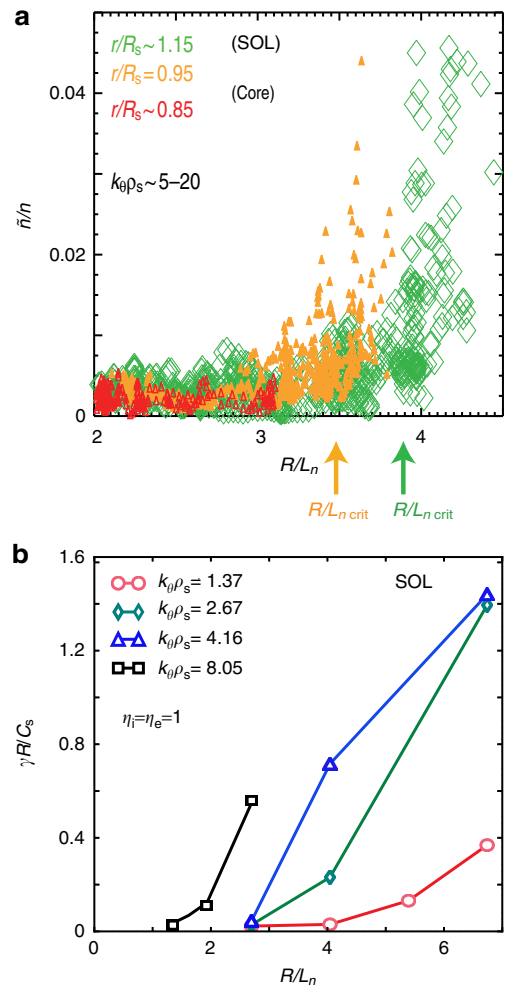 a
r/Rₛ~1.15 (SOL)
r/Rₛ=0.95
(Core)
r/Rₛ~0.85
kθρₛ~5–20
0.04
0.02
0
ñ/n
2 3 4
R/Lₙ
R/Lₙ crit R/Lₙ crit
b
1.6
1.2
0.8
0.4
0
γR/Cₛ
kθρₛ= 1.37 SOL
kθρₛ= 2.67
kθρₛ= 4.16
kθρₛ= 8.05
ηᵢ=ηₑ=1
0 2 4 6
R/Lₙ